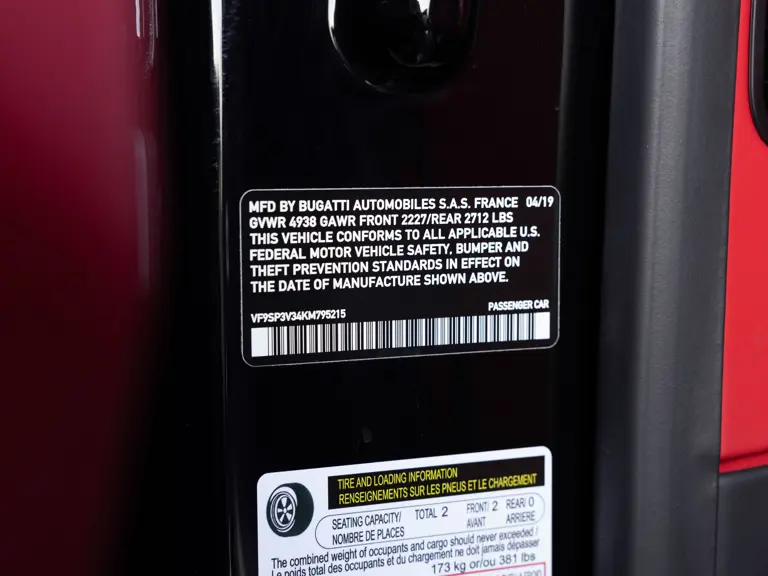 MFD BY BUGATTI AUTOMOBILES S.A.S. FRANCE 04/19
GVWR 4938 GAWR FRONT 2227/REAR 2712 LBS
THIS VEHICLE CONFORMS TO ALL APPLICABLE U.S.
FEDERAL MOTOR VEHICLE SAFETY, BUMPER AND
THEFT PREVENTION STANDARDS IN EFFECT ON
THE DATE OF MANUFACTURE SHOWN ABOVE.
VF9SP3V34KM795215 PASSENGER CAR
TIRE AND LOADING INFORMATION
RENSEIGNEMENTS SUR LES PNEUS ET LE CHARGEMENT
SEATING CAPACITY/ TOTAL 2 FRONT/ 2 REAR/ 0
NOMBRE DE PLACES AVANT ARRIERE
The combined weight of occupants and cargo should never exceeded /
Le poids total des occupants et du chargement ne doit jamais dépasser
173 kg or/ou 381 lbs